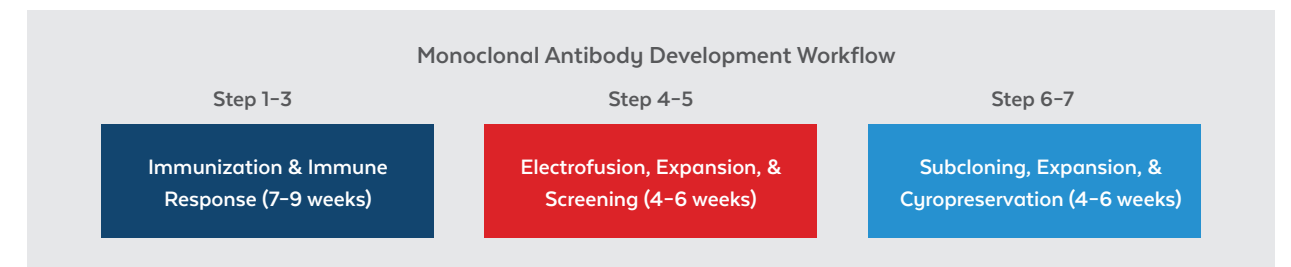 Monoclonal Antibody Development Workflow
Step 1–3
Immunization & Immune
Response (7–9 weeks)
Step 4–5
Electrofusion, Expansion, &
Screening (4–6 weeks)
Step 6–7
Subcloning, Expansion, &
Cyropreservation (4–6 weeks)